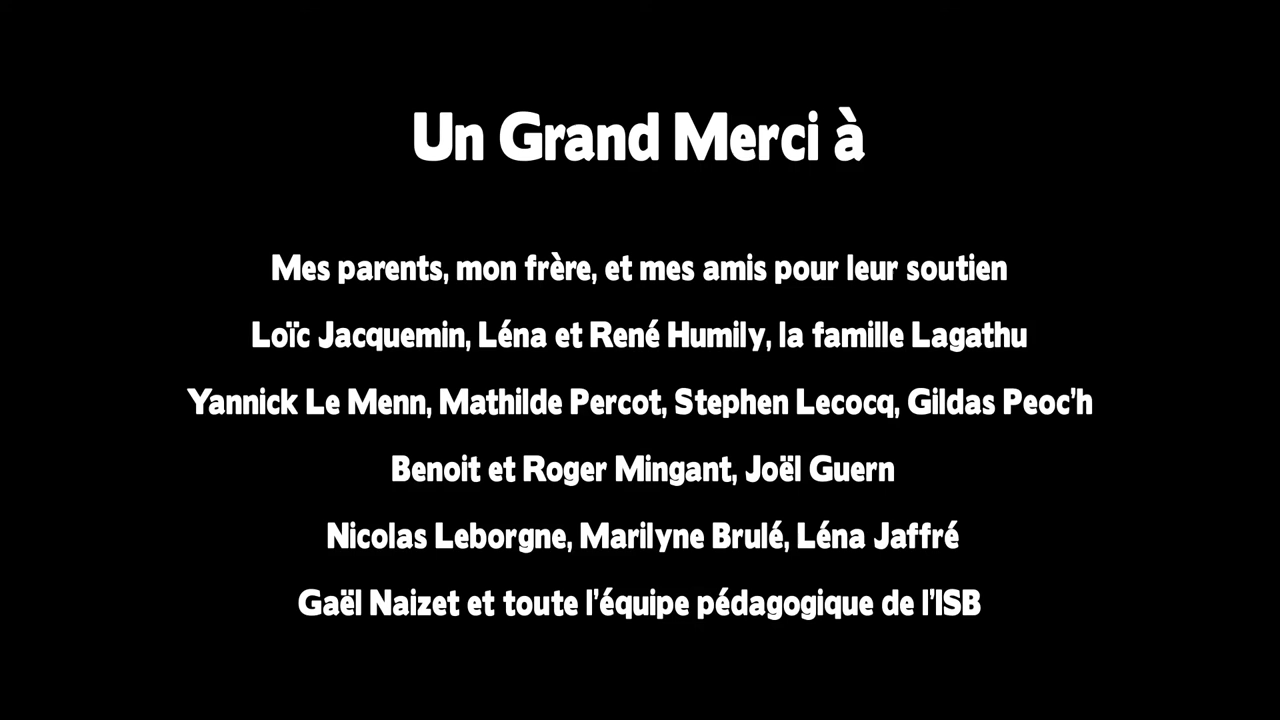 Un Grand Merci à
Mes parents, mon frère, et mes amis pour leur soutien
Loïc Jacquemin, Léna et René Humily, la famille Lagathu
Yannick Le Menn, Mathilde Percot, Stephen Lecocq, Gildas Peoc'h
Benoit et Roger Mingant, Joël Guern
Nicolas Leborgne, Marilyne Brulé, Léna Jaffré
Gaël Naizet et toute l'équipe pédagogique de l'ISB